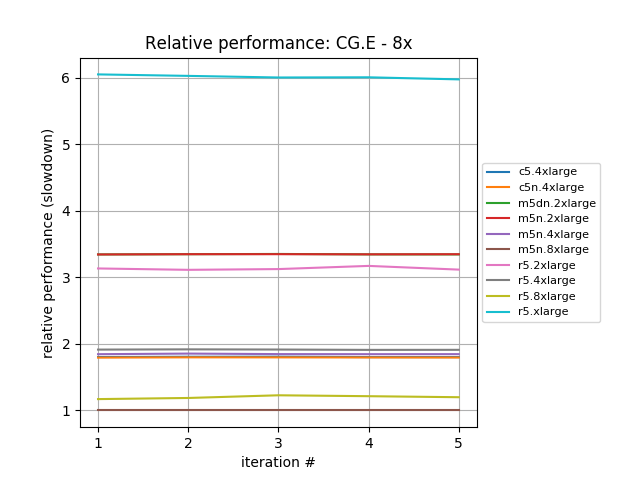 Relative performance: CG.E - 8x
relative performance (slowdown)
6
5
4
3
2
1
1 2 3 4 5
iteration #
c5.4xlarge
c5n.4xlarge
m5dn.2xlarge
m5n.2xlarge
m5n.4xlarge
m5n.8xlarge
r5.2xlarge
r5.4xlarge
r5.8xlarge
r5.xlarge